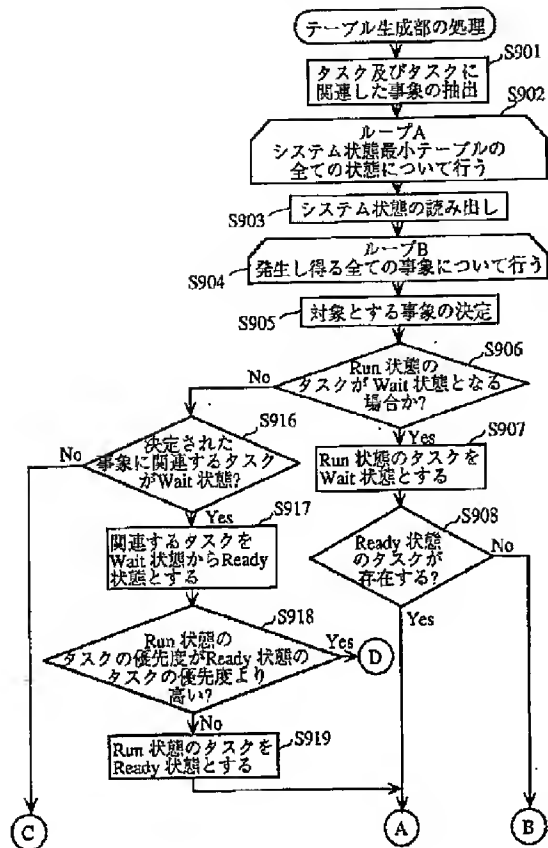 テーブル生成部の処理
S901
タスク及びタスクに
関連した事象の抽出
S902
ループA
システム状態最小テーブルの
全ての状態について行う
S903
システム状態の読み出し
ループB
発生し得る全ての事象について行う
S904
S905
対象とする事象の決定
S906
Run 状態の
タスクが Wait 状態となる
場合か?
No
Yes
S916
決定された
事象に関連するタスク
がWait 状態?
No
Yes
S907
Run 状態のタスクを
Wait 状態とする
S917
関連するタスクを
Wait 状態からReady
状態とする
S908
Ready 状態
のタスクが
存在する?
No
Yes
S918
Run 状態の
タスクの優先度がReady 状態の
タスクの優先度より
高い?
Yes
D
No
S919
Run 状態のタスクを
Ready 状態とする
C
A
B